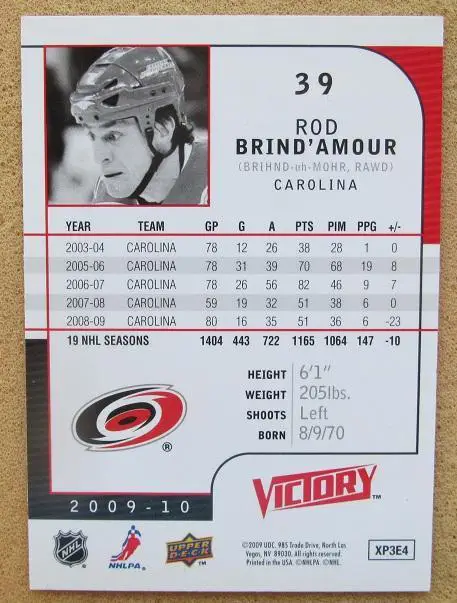 39
ROD
BRIND'AMOUR
(BRIHND-uh-MOHR, RAWD)
CAROLINA
YEAR TEAM GP G A PTS PIM PPG +/-
2003-04 CAROLINA 78 12 26 38 28 1 0
2005-06 CAROLINA 78 31 39 70 68 19 8
2006-07 CAROLINA 78 26 56 82 46 9 7
2007-08 CAROLINA 59 19 32 51 38 6 0
2008-09 CAROLINA 80 16 35 51 36 6 -23
19 NHL SEASONS 1404 443 722 1165 1064 147 -10
HEIGHT 6'1"
WEIGHT 205lbs.
SHOOTS Left
BORN 8/9/70
®
VICTORY™
2009-10
NHL
NHLPA™
UPPER DECK
©2009 UDC. 985 Trade Drive, North Las
Vegas, NV 89030. All rights reserved.
Printed in the USA. ©NHLPA. ©NHL.
XP3E4